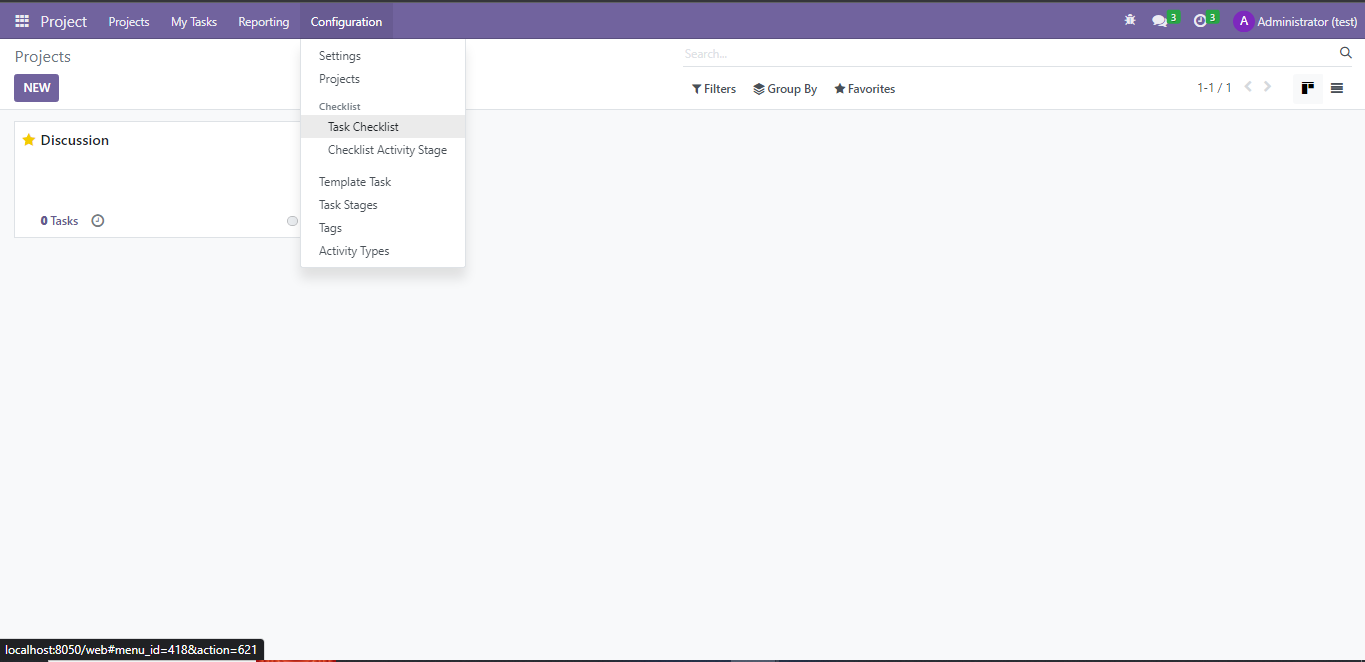 Project Projects My Tasks Reporting Configuration 3 3 A Administrator (test)
Projects
Search...
NEW
Filters Group By Favorites 1-1 / 1
Settings
Projects
Checklist
Task Checklist
Checklist Activity Stage
Template Task
Task Stages
Tags
Activity Types
Discussion
0 Tasks
localhost:8050/web#menu_id=418&action=621